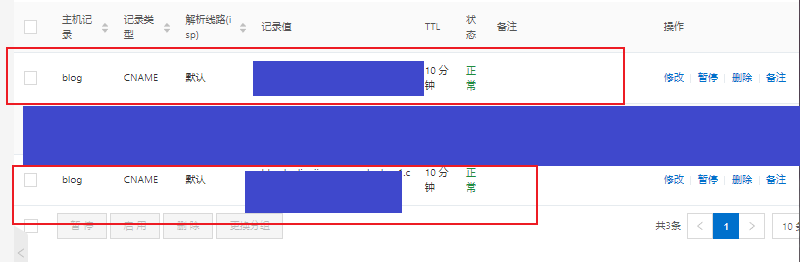 主机记录 记录类型 解析线路(isp) 记录值 TTL 状态 备注 操作
blog CNAME 默认 10 分钟 正常 修改 暂停 删除 备注
blog CNAME 默认 10 分钟 正常 修改 暂停 删除 备注
暂停 启用 删除 更换分组 共3条 < 1 > 10